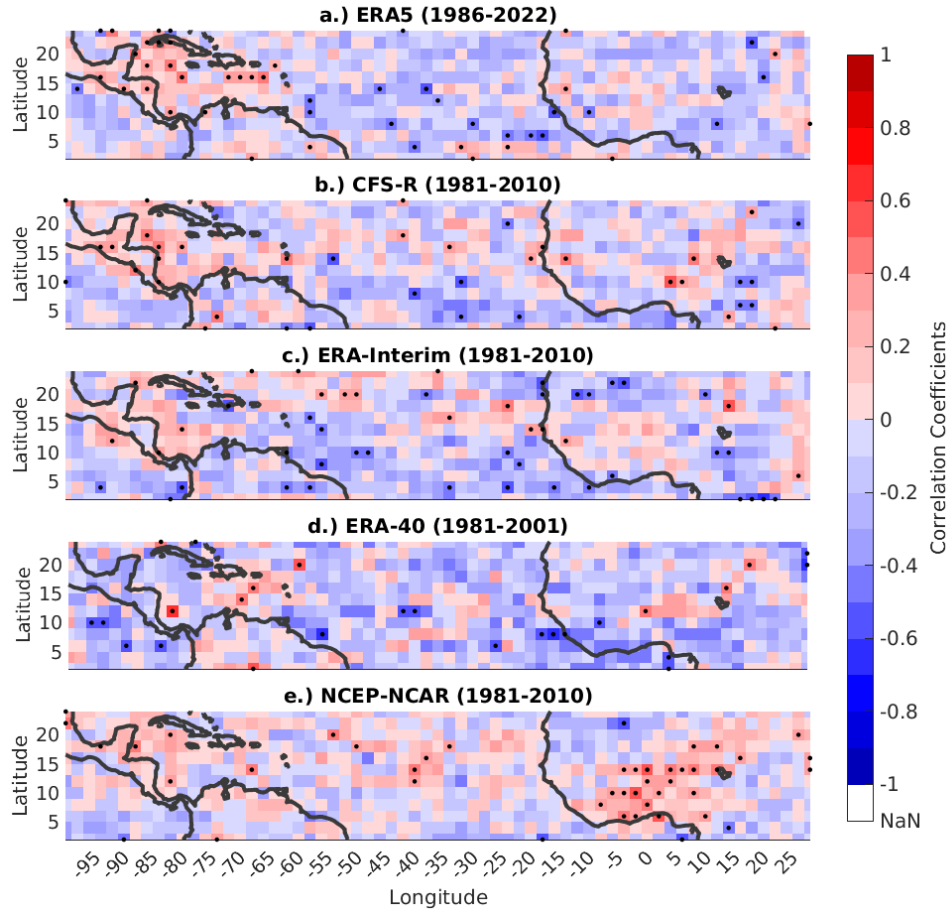 a.) ERA5 (1986-2022)
Latitude
20
15
10
5
b.) CFS-R (1981-2010)
Latitude
20
15
10
5
c.) ERA-Interim (1981-2010)
Latitude
20
15
10
5
d.) ERA-40 (1981-2001)
Latitude
20
15
10
5
e.) NCEP-NCAR (1981-2010)
Latitude
20
15
10
5
-95 -90 -85 -80 -75 -70 -65 -60 -55 -50 -45 -40 -35 -30 -25 -20 -15 -10 -5 0 5 10 15 20 25
Longitude
1
0.8
0.6
0.4
0.2
0
-0.2
-0.4
-0.6
-0.8
-1
NaN
Correlation Coefficients